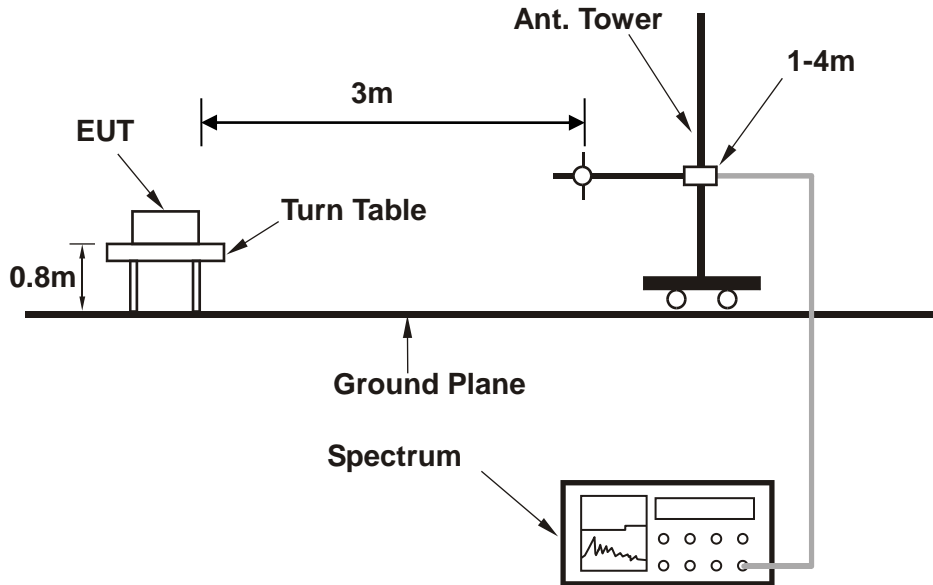 Ant. Tower
1-4m
3m
EUT
Turn Table
0.8m
Ground Plane
Spectrum